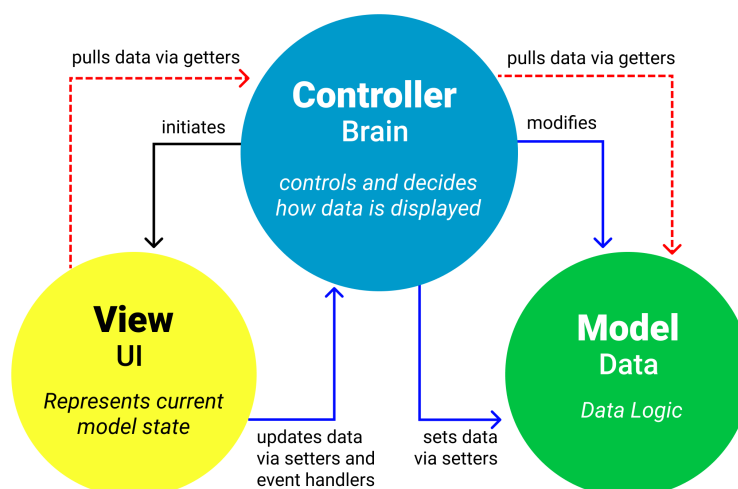 pulls data via getters
pulls data via getters
Controller
Brain
initiates
modifies
controls and decides
how data is displayed
View
UI
Represents current
model state
Model
Data
Data Logic
updates data
via setters and
event handlers
sets data
via setters